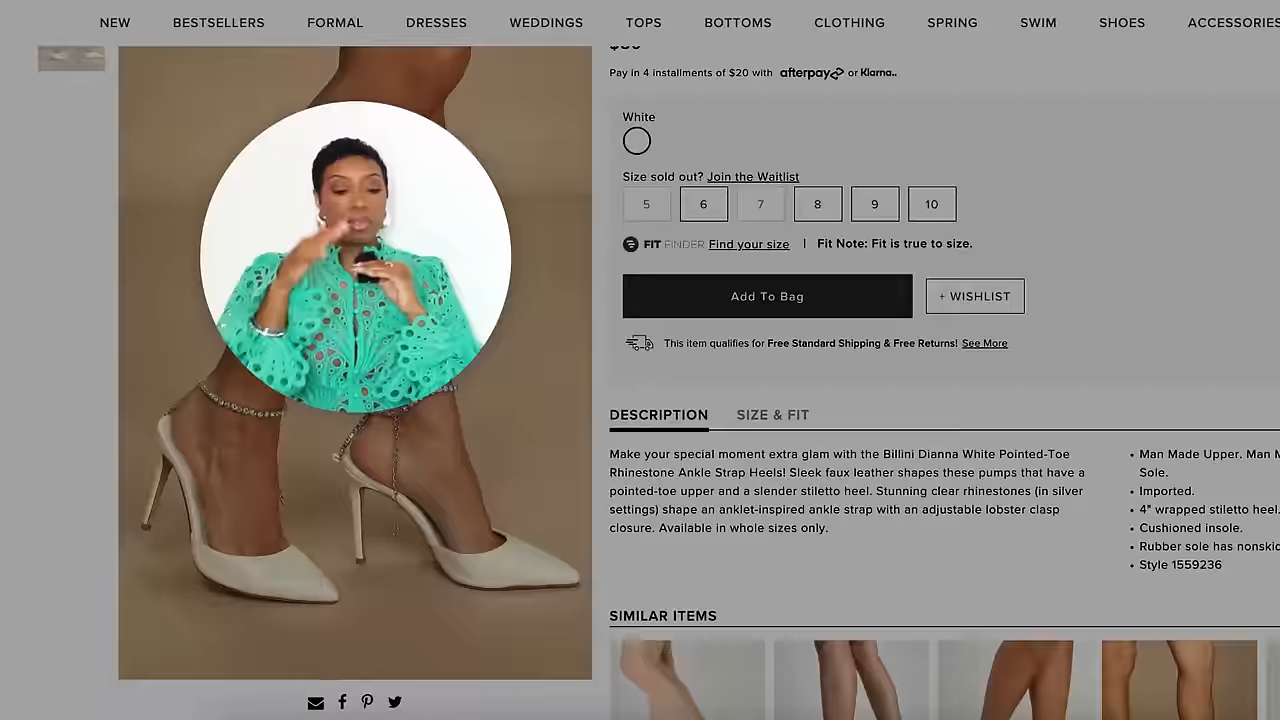 NEW BESTSELLERS FORMAL DRESSES WEDDINGS TOPS BOTTOMS CLOTHING SPRING SWIM SHOES ACCESSORIES
Pay in 4 installments of $20 with afterpay or Klarna..
White
Size sold out? Join the Waitlist
5 6 7 8 9 10
FIT FINDER Find your size | Fit Note: Fit is true to size.
Add To Bag + WISHLIST
This item qualifies for Free Standard Shipping & Free Returns! See More
DESCRIPTION SIZE & FIT
Make your special moment extra glam with the Billini Dianna White Pointed-Toe
Rhinestone Ankle Strap Heels! Sleek faux leather shapes these pumps that have a
pointed-toe upper and a slender stiletto heel. Stunning clear rhinestones (in silver
settings) shape an anklet-inspired ankle strap with an adjustable lobster clasp
closure. Available in whole sizes only.
• Man Made Upper. Man M
Sole.
• Imported.
• 4" wrapped stiletto heel.
• Cushioned insole.
• Rubber sole has nonskid
• Style 1559236
SIMILAR ITEMS